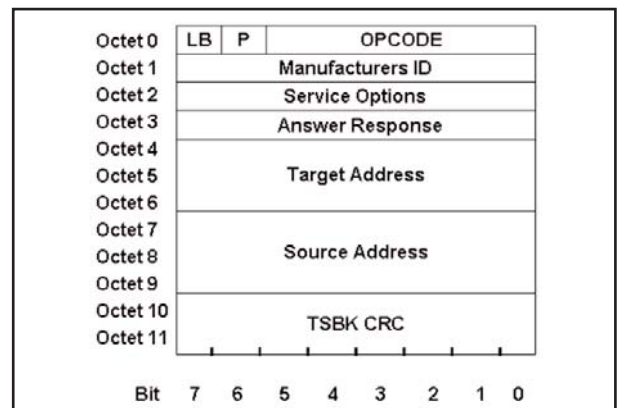 Octet 0 LB P OPCODE
Octet 1 Manufacturers ID
Octet 2 Service Options
Octet 3 Answer Response
Octet 4
Octet 5 Target Address
Octet 6
Octet 7
Octet 8 Source Address
Octet 9
Octet 10
TSBK CRC
Octet 11
Bit 7 6 5 4 3 2 1 0